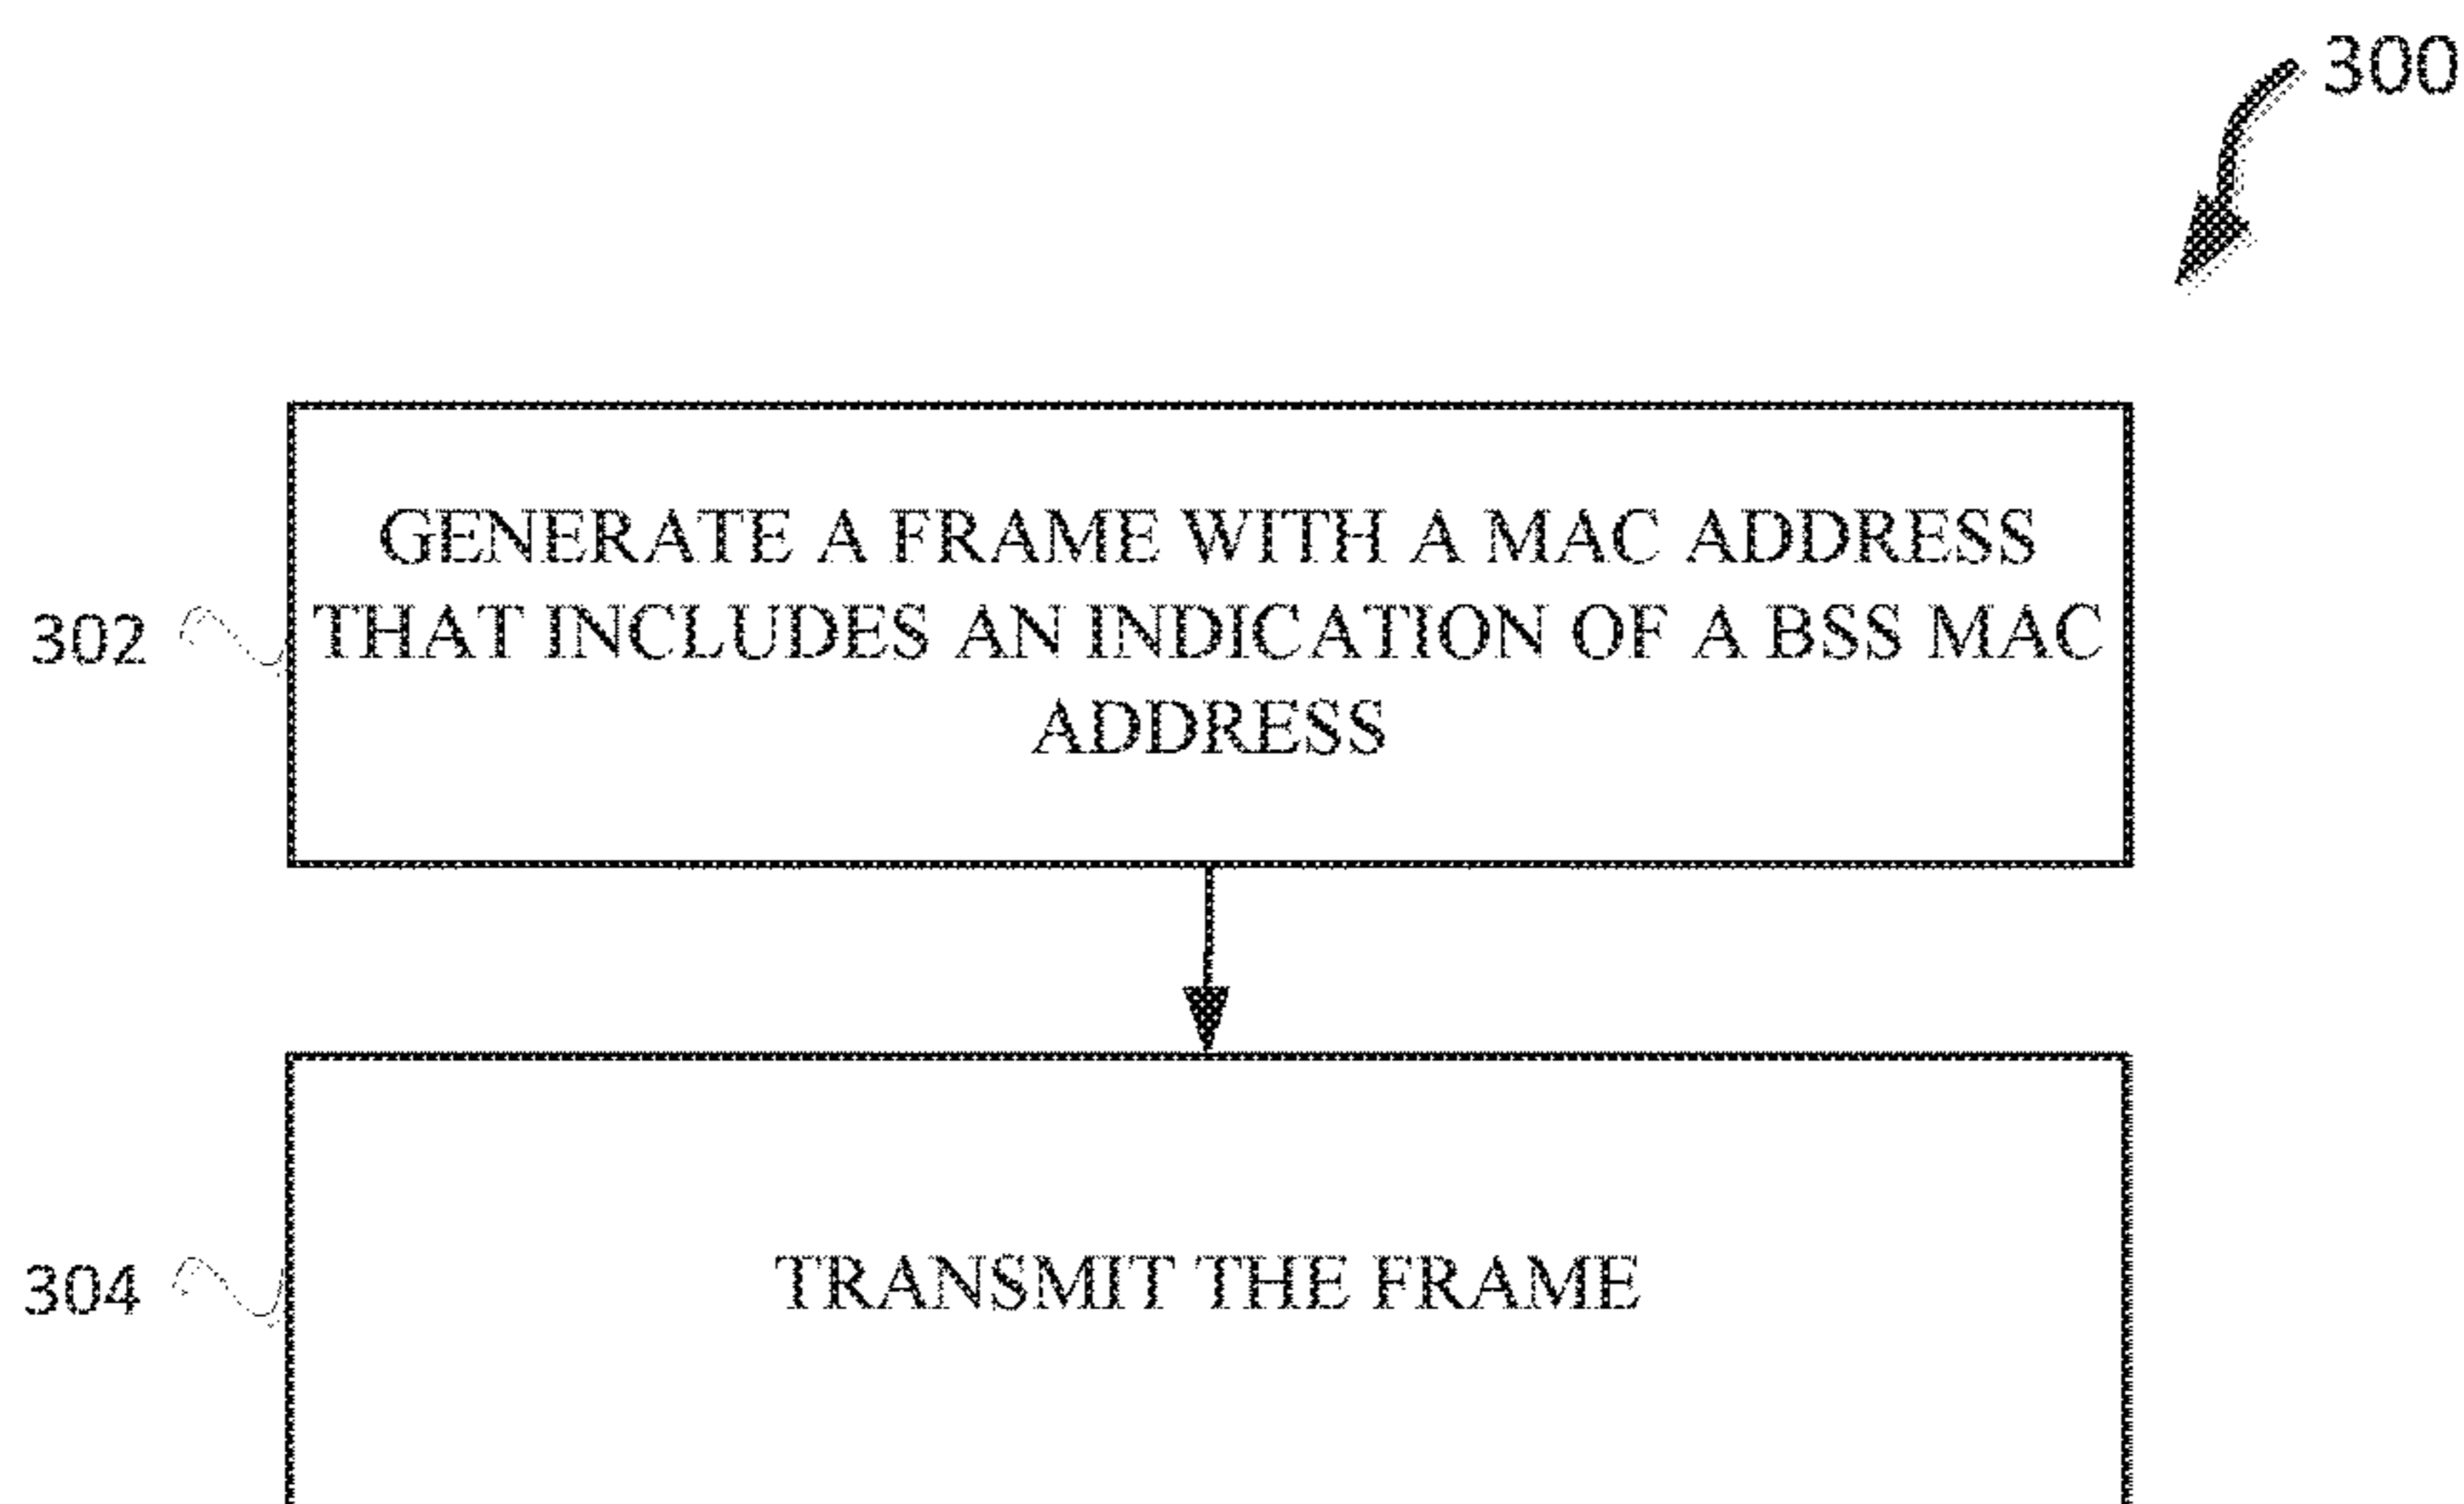 300
GENERATE A FRAME WITH A MAC ADDRESS
THAT INCLUDES AN INDICATION OF A BSS MAC
ADDRESS
302
TRANSMIT THE FRAME
304